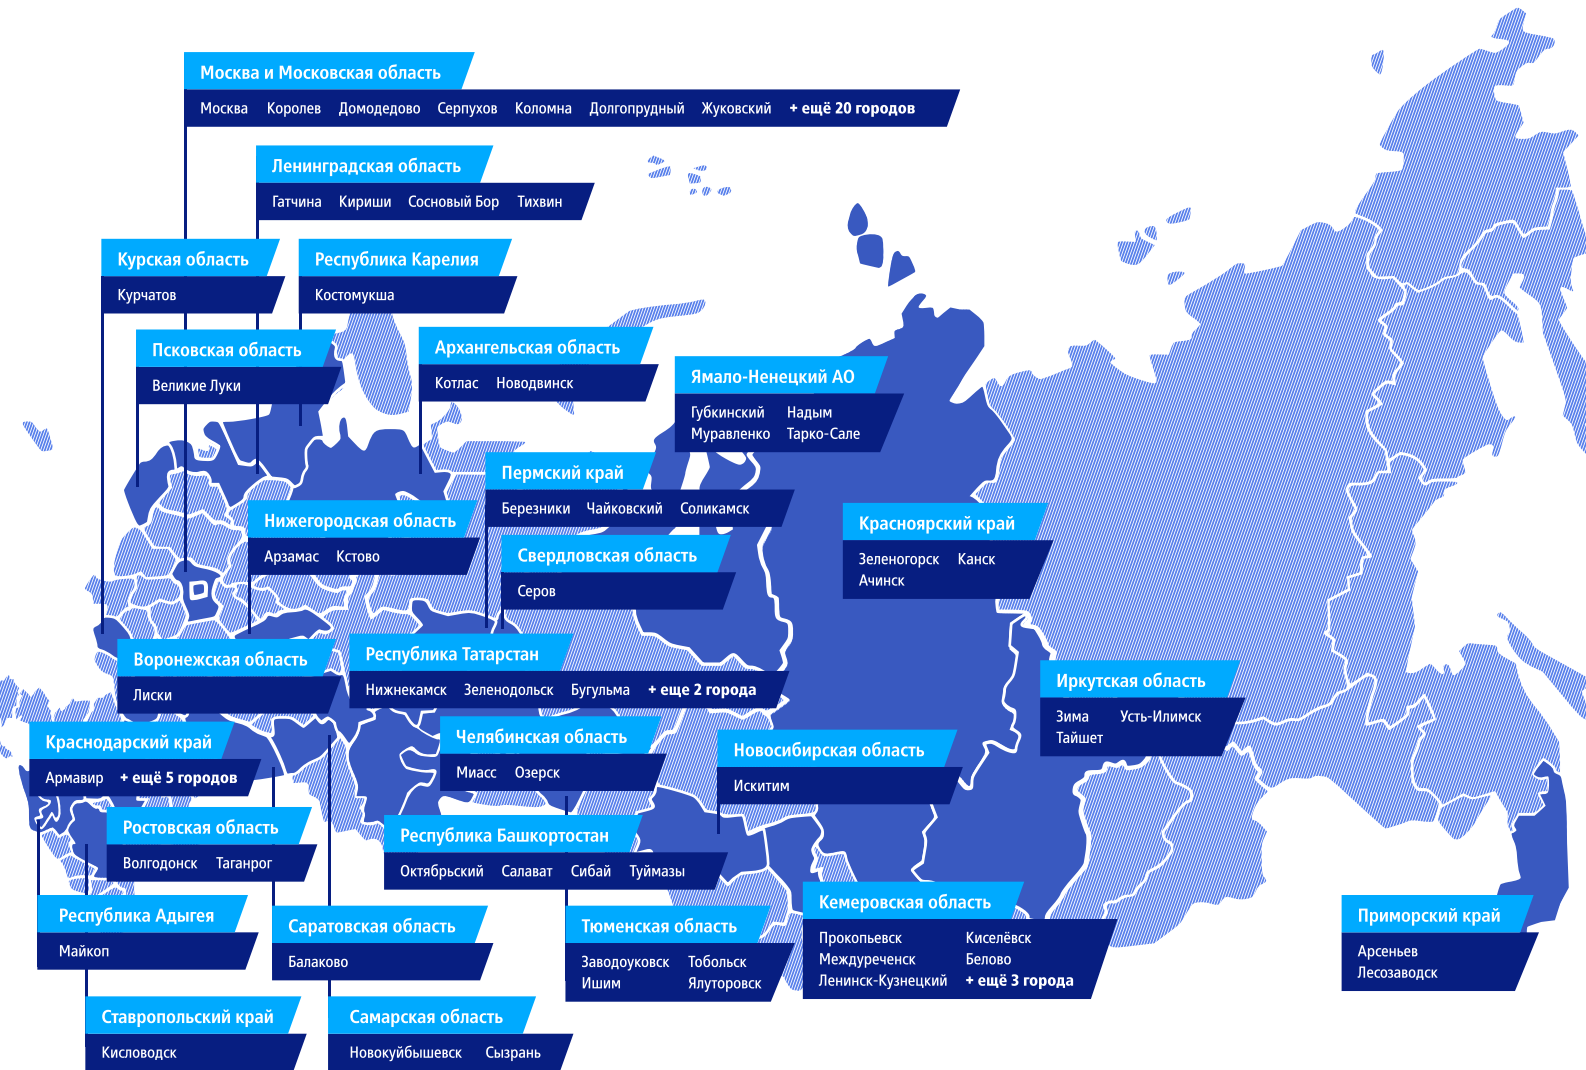 Москва и Московская область
Москва Королев Домодедово Серпухов Коломна Долгопрудный Жуковский + ещё 20 городов
Ленинградская область
Гатчина Кириши Сосновый Бор Тихвин
Курская область
Курчатов
Республика Карелия
Костомукша
Псковская область
Великие Луки
Архангельская область
Котлас Новодвинск
Ямало-Ненецкий АО
Губкинский Надым
Муравленко Тарко-Сале
Пермский край
Березники Чайковский Соликамск
Нижегородская область
Арзамас Кстово
Свердловская область
Серов
Красноярский край
Зеленогорск Канск
Ачинск
Воронежская область
Лиски
Республика Татарстан
Нижнекамск Зеленодольск Бугульма + еще 2 города
Иркутская область
Зима Усть-Илимск
Тайшет
Краснодарский край
Армавир + ещё 5 городов
Челябинская область
Миасс Озерск
Новосибирская область
Искитим
Ростовская область
Волгодонск Таганрог
Республика Башкортостан
Октябрьский Салават Сибай Туймазы
Республика Адыгея
Майкоп
Саратовская область
Балаково
Тюменская область
Заводоуковск Тобольск
Ишим Ялуторовск
Кемеровская область
Прокопьевск Киселёвск
Междуреченск Белово
Ленинск-Кузнецкий + ещё 3 города
Приморский край
Арсеньев
Лесозаводск
Ставропольский край
Кисловодск
Самарская область
Новокуйбышевск Сызрань